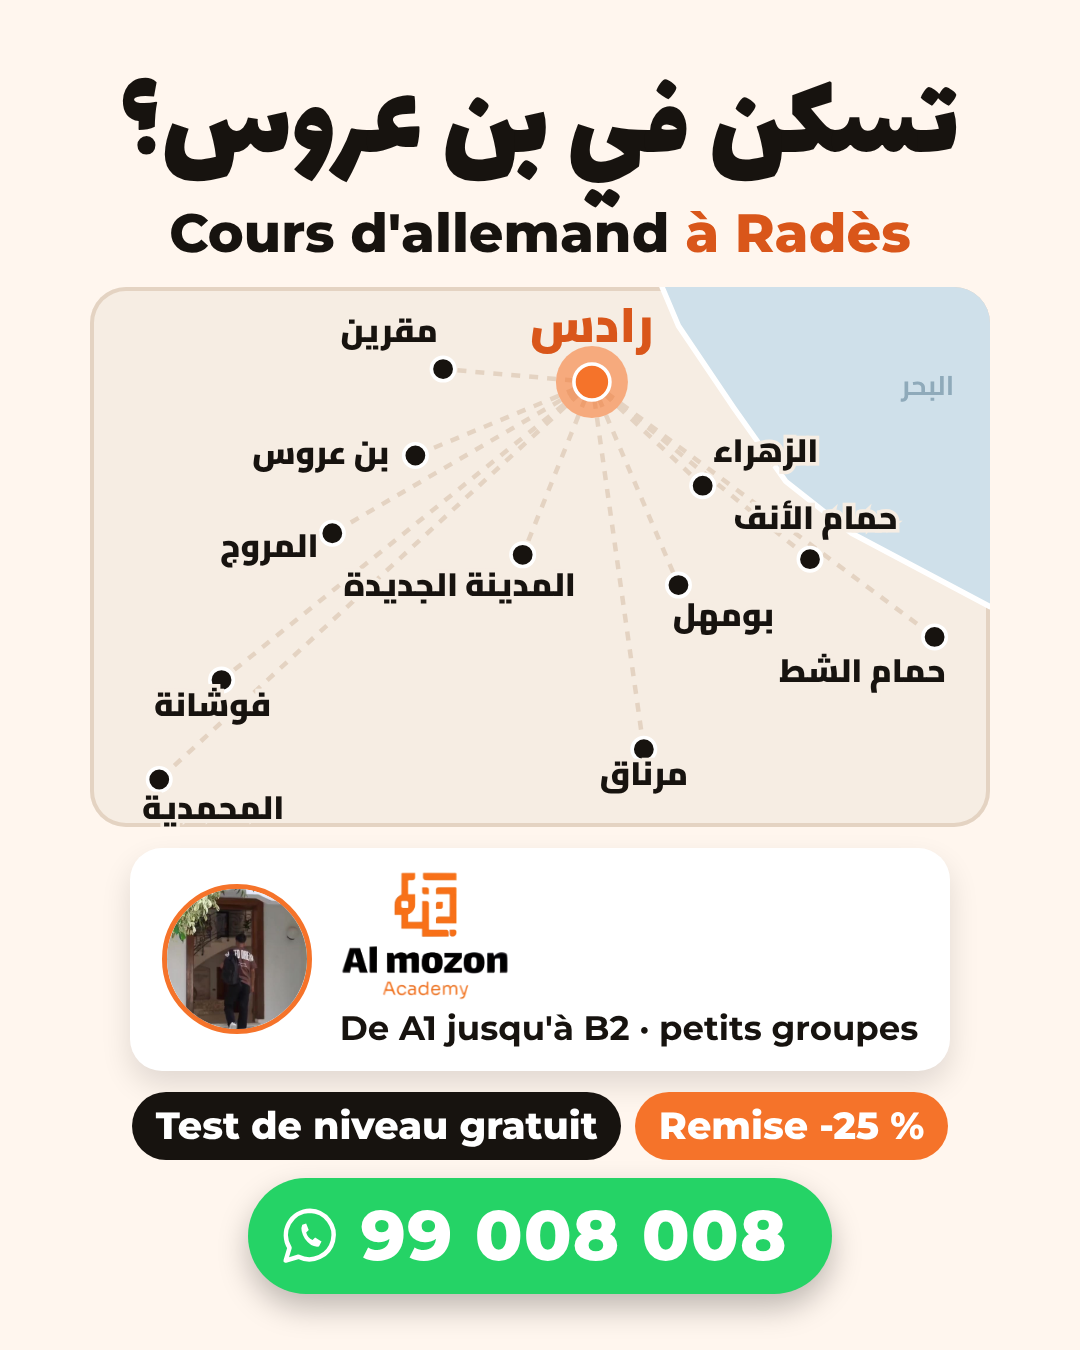 تسكن في بن عروس؟
Cours d'allemand à Radès
رادس
مقرين
البحر
الزهراء
بن عروس
حمام الأنف
المروج
المدينة الجديدة
بومهل
حمام الشط
فوشانة
مرناق
المحمدية
Al mozon
Academy
De A1 jusqu'à B2 · petits groupes
Test de niveau gratuit
Remise -25 %
99 008 008